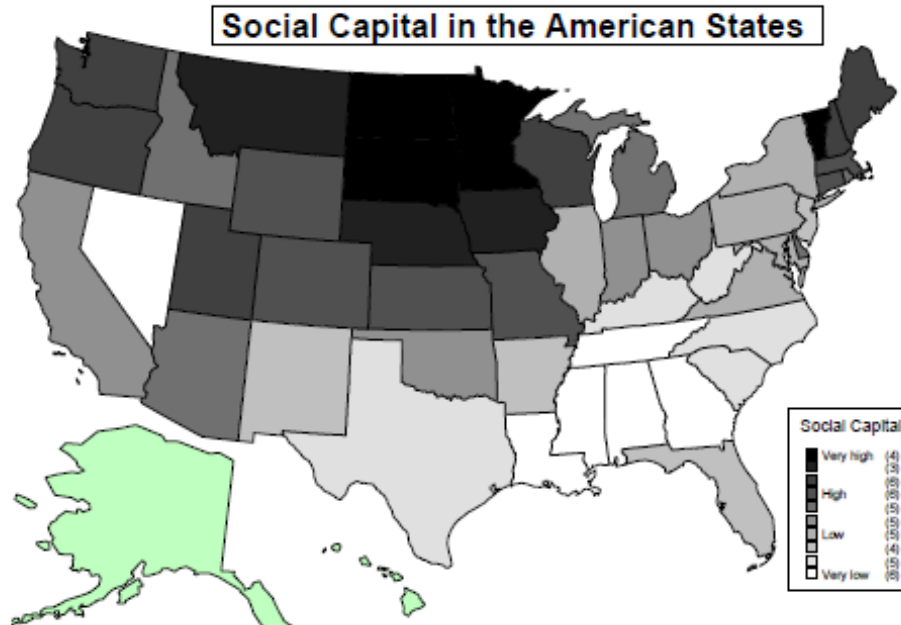 Social Capital in the American States
Social Capital
Very high (4)
(3)
(6)
High (6)
(5)
(5)
Low (5)
(4)
(5)
Very low (6)